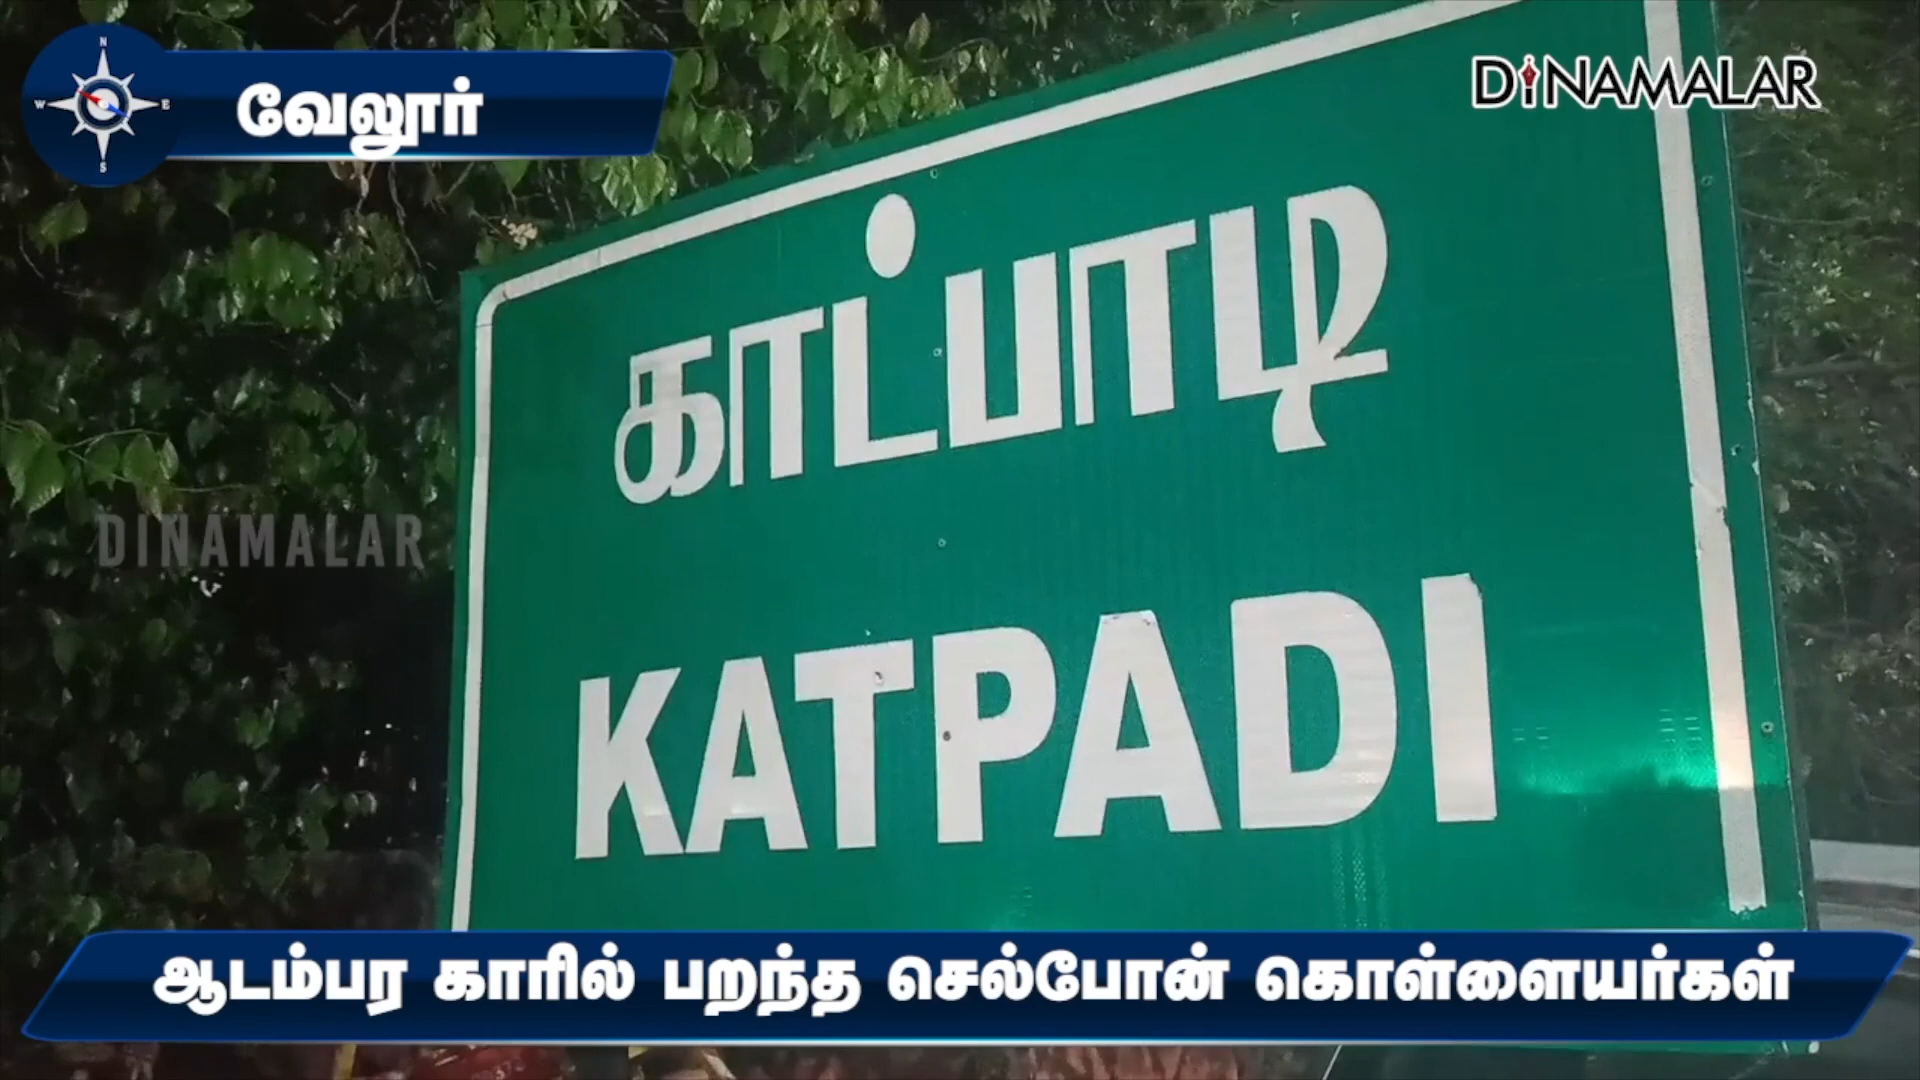 N
W E
S
வேலூர்
DINAMALAR
காட்பாடி
DINAMALAR
KATPADI
ஆடம்பர காரில் பறந்த செல்போன் கொள்ளையர்கள்